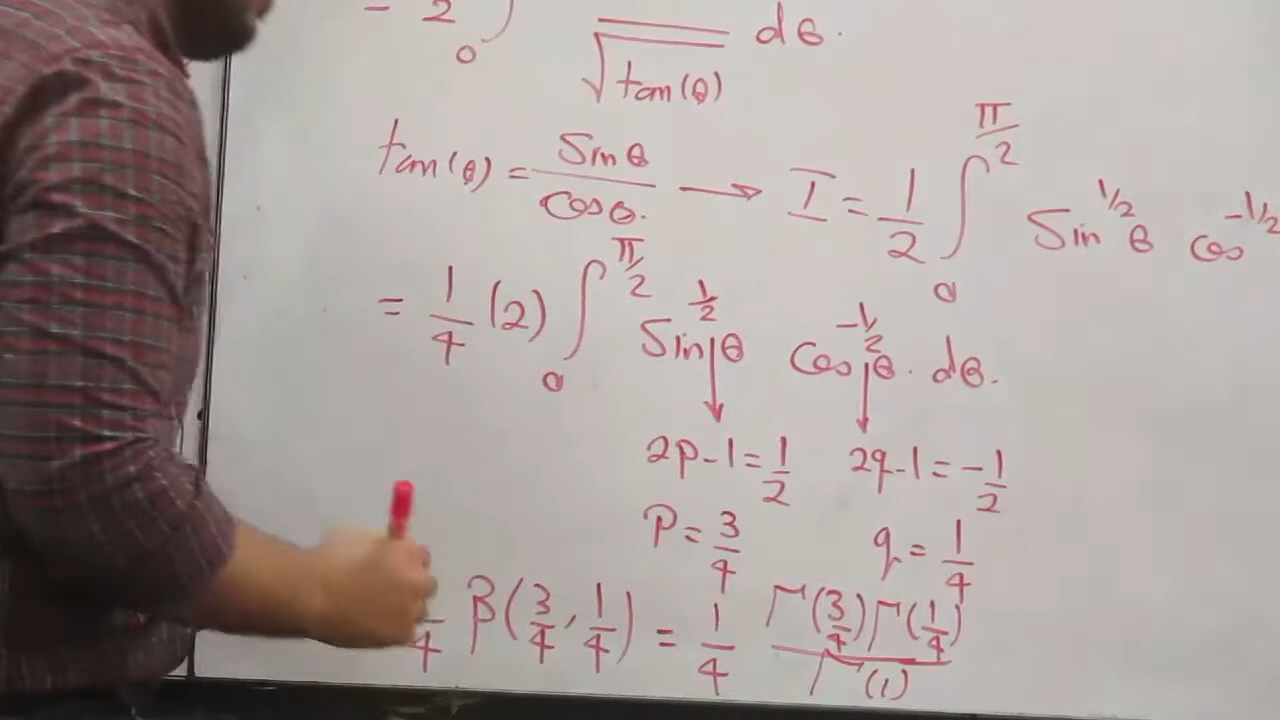 - 2 ∫₀ ‾/√tan(θ) dθ.
tan(θ) = Sinθ/Cosθ. → I = 1/2 ∫₀^{π/2} Sin^{1/2}θ Cos^{-1/2}
= 1/4 (2) ∫₀^{π/2} Sin^{1/2}θ Cos^{-1/2}θ. dθ.
2p-1=1/2 2q-1=-1/2
P=3/4 q=1/4
/4 β(3/4, 1/4) = 1/4 Γ(3/4)Γ(1/4)/Γ(1)